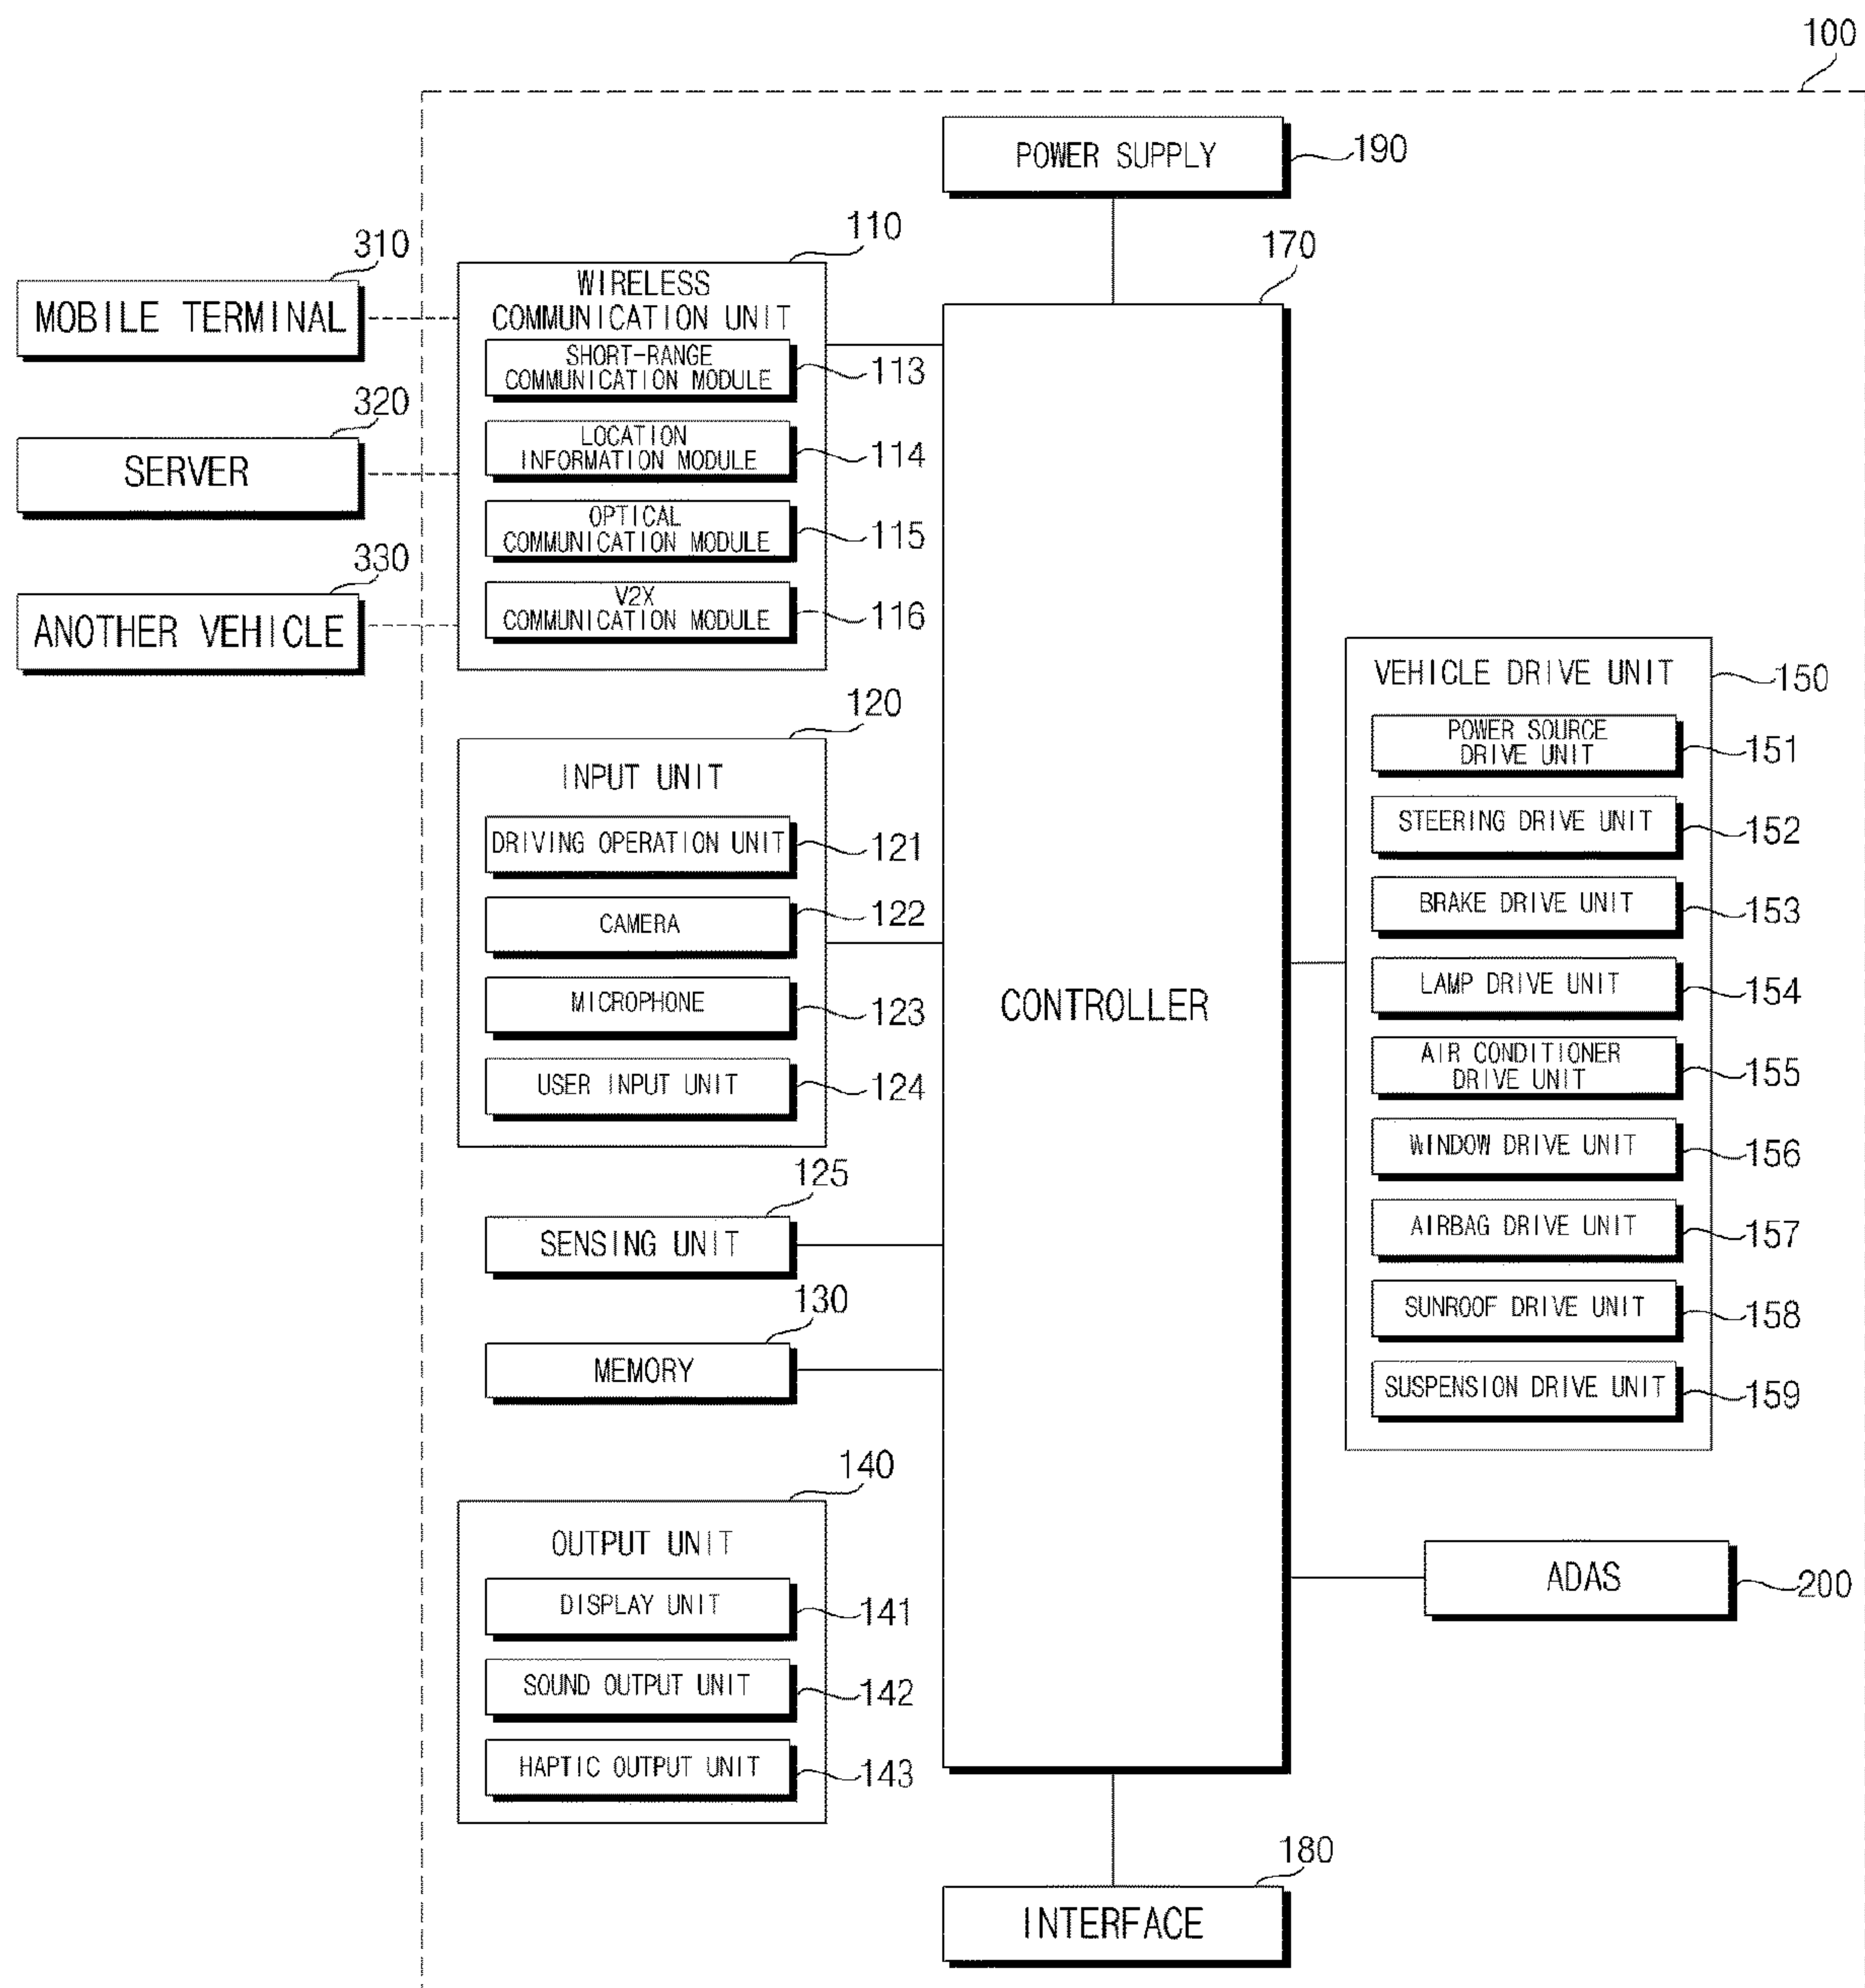 100
POWER SUPPLY
190
110
170
310
WIRELESS
COMMUNICATION UNIT
MOBILE TERMINAL
SHORT-RANGE
COMMUNICATION MODULE
113
320
LOCATION
INFORMATION MODULE
114
SERVER
OPTICAL
COMMUNICATION MODULE
115
330
V2X
COMMUNICATION MODULE
116
ANOTHER VEHICLE
VEHICLE DRIVE UNIT
150
120
POWER SOURCE
DRIVE UNIT
151
INPUT UNIT
STEERING DRIVE UNIT
152
DRIVING OPERATION UNIT
121
BRAKE DRIVE UNIT
153
CAMERA
122
LAMP DRIVE UNIT
154
MICROPHONE
123
CONTROLLER
AIR CONDITIONER
DRIVE UNIT
155
USER INPUT UNIT
124
WINDOW DRIVE UNIT
156
125
SENSING UNIT
AIRBAG DRIVE UNIT
157
130
SUNROOF DRIVE UNIT
158
MEMORY
SUSPENSION DRIVE UNIT
159
140
OUTPUT UNIT
ADAS
200
DISPLAY UNIT
141
SOUND OUTPUT UNIT
142
HAPTIC OUTPUT UNIT
143
180
INTERFACE